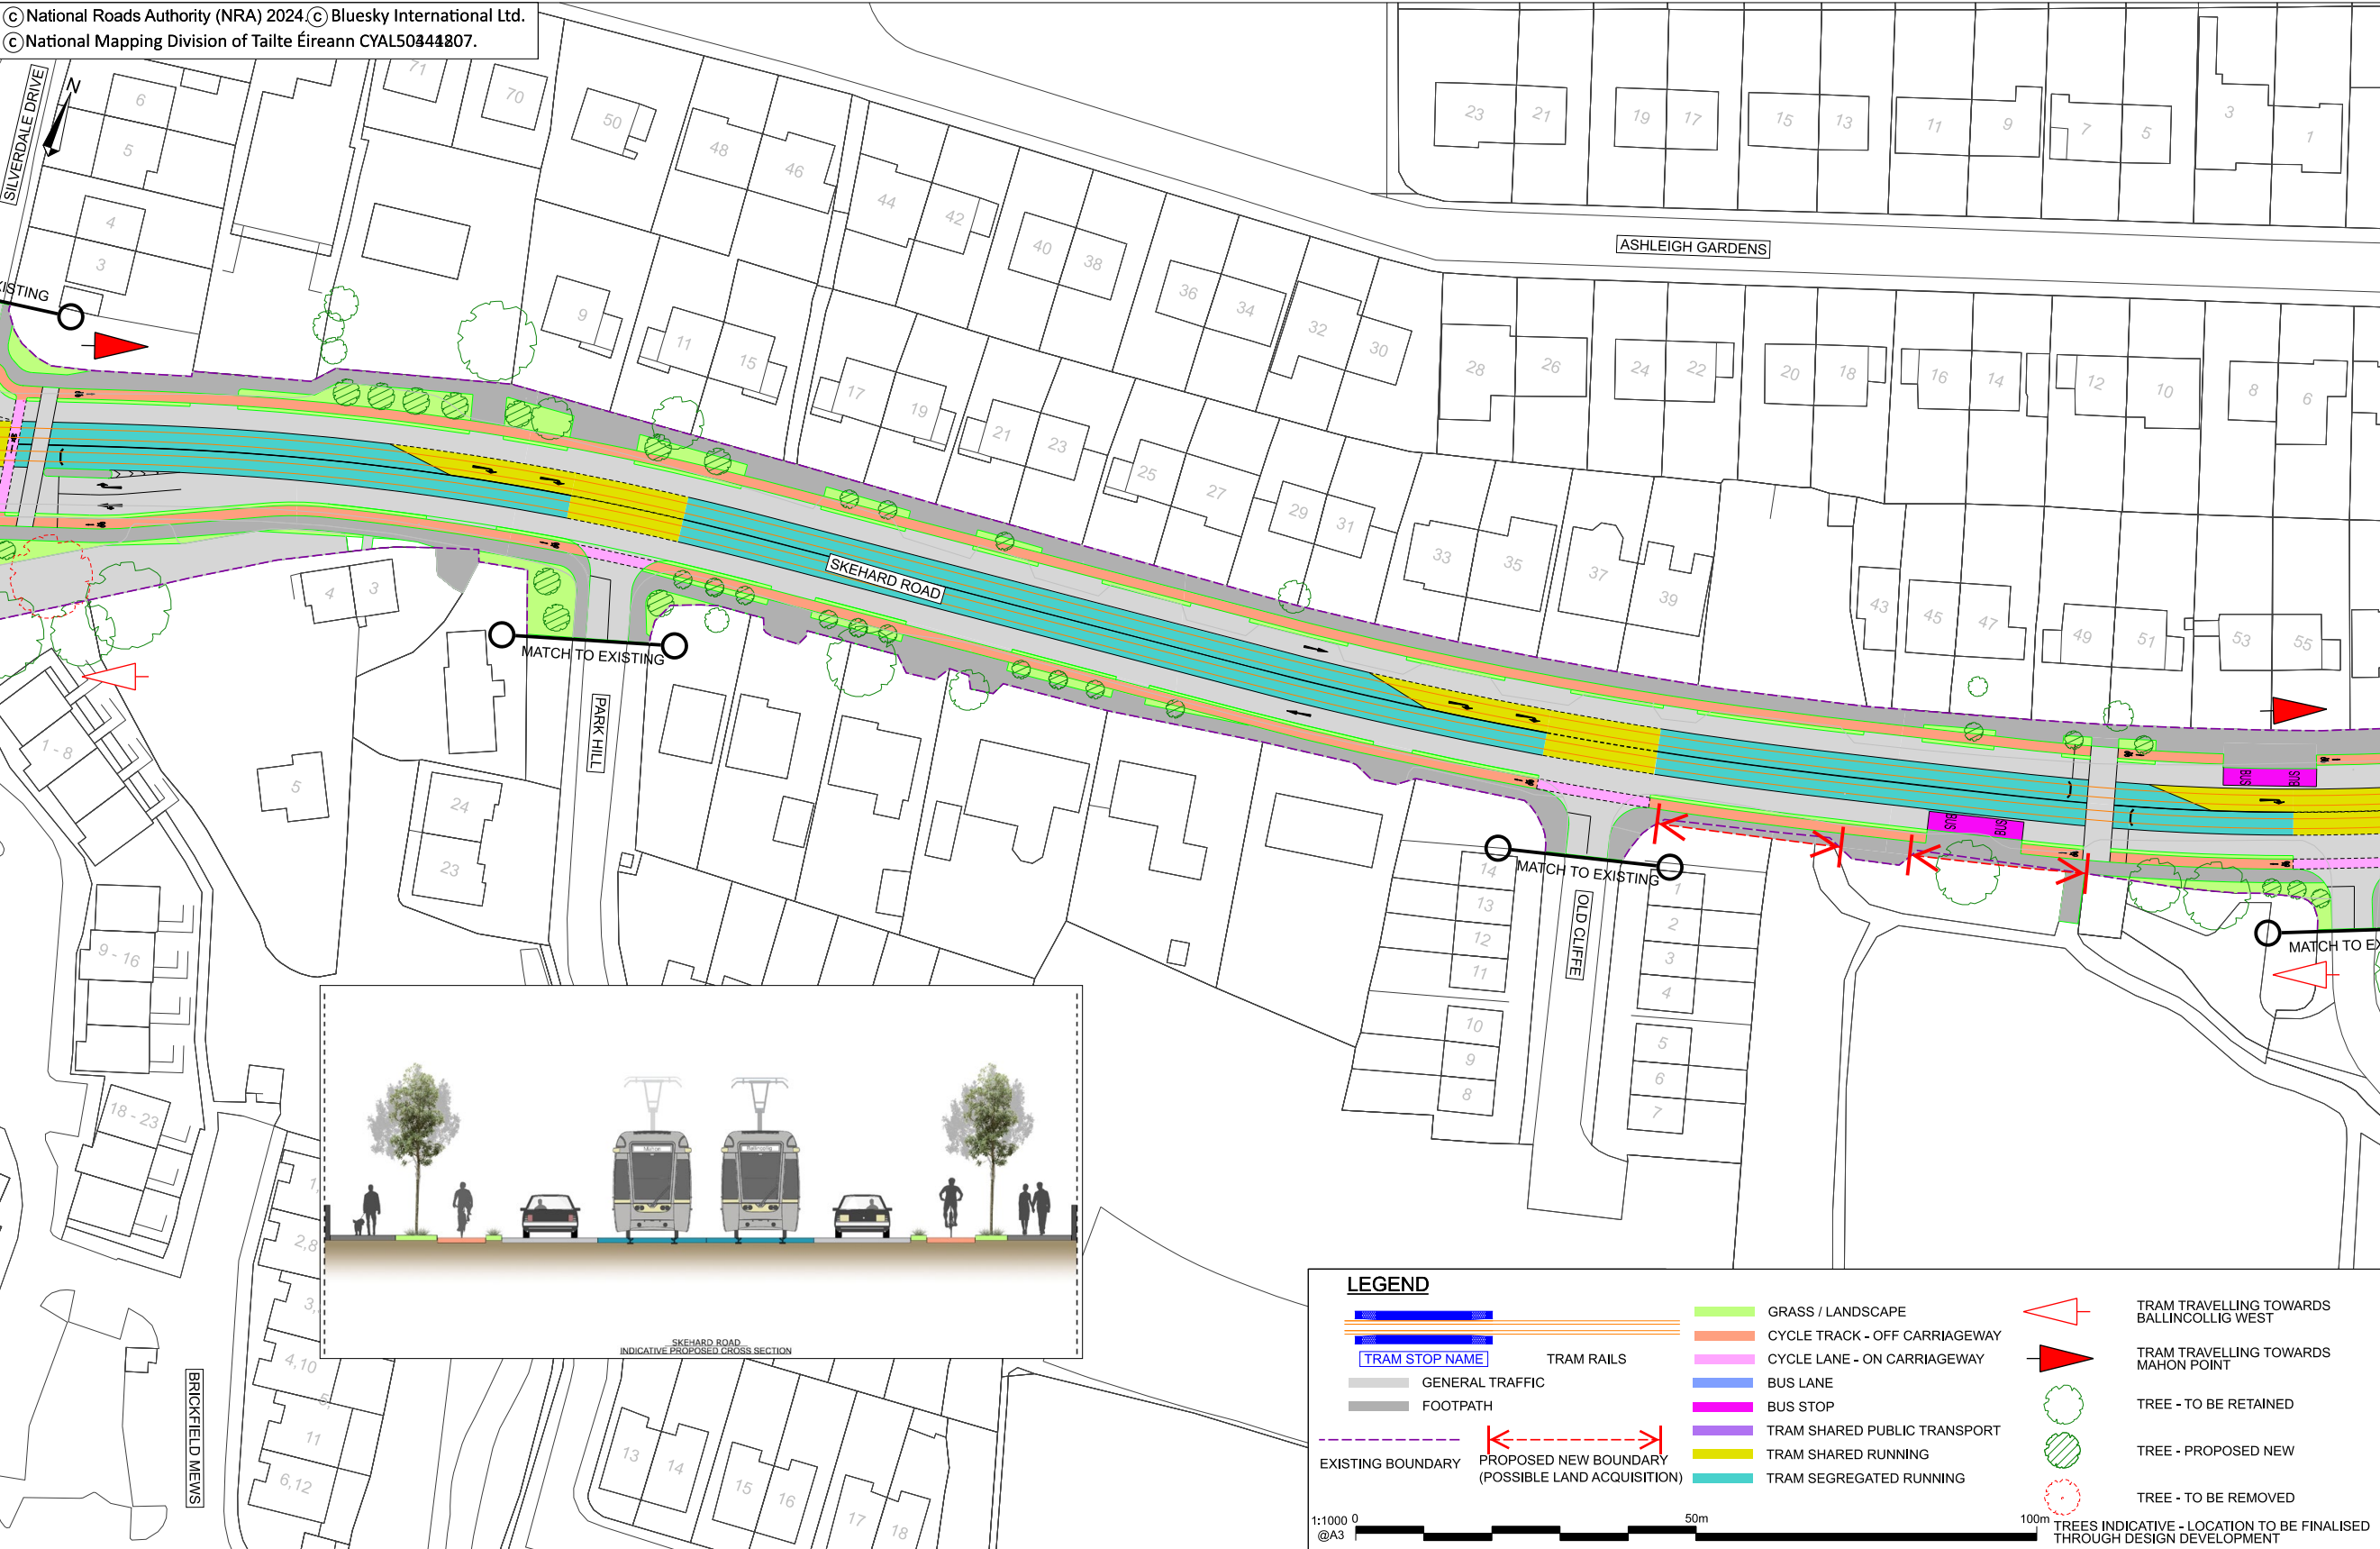 © National Roads Authority (NRA) 2024. © Bluesky International Ltd.
© National Mapping Division of Tailte Éireann
SILVERDALE DRIVE
N
6
5
4
3
71
70
50
48
46
44
42
40
38
36
34
32
30
28
26
24
22
20
18
16
14
12
10
8
6
23
21
19
17
15
13
11
9
7
5
3
1
ASHLEIGH GARDENS
9
11
15
17
19
21
23
25
27
29
31
33
35
37
39
43
45
47
49
51
53
55
SKEHARD ROAD
BUS
BUS
BUS
BUS
4
3
MATCH TO EXISTING
PARK HILL
MATCH TO EXISTING
OLD CLIFFE
1 - 8
5
24
23
9 - 16
18 - 23
14
13
12
11
10
9
8
1
2
3
4
5
6
7
BRICKFIELD MEWS
2,8
4,10
11
6,12
13
14
15
16
17
18
SKEHARD ROAD
INDICATIVE PROPOSED CROSS SECTION
LEGEND
TRAM STOP NAME
TRAM RAILS
GENERAL TRAFFIC
FOOTPATH
EXISTING BOUNDARY
PROPOSED NEW BOUNDARY
(POSSIBLE LAND ACQUISITION)
GRASS / LANDSCAPE
CYCLE TRACK - OFF CARRIAGEWAY
CYCLE LANE - ON CARRIAGEWAY
BUS LANE
BUS STOP
TRAM SHARED PUBLIC TRANSPORT
TRAM SHARED RUNNING
TRAM SEGREGATED RUNNING
TRAM TRAVELLING TOWARDS
BALLINCOLLIG WEST
TRAM TRAVELLING TOWARDS
MAHON POINT
TREE - TO BE RETAINED
TREE - PROPOSED NEW
TREE - TO BE REMOVED
TREES INDICATIVE - LOCATION TO BE FINALISED
THROUGH DESIGN DEVELOPMENT
1:1000
@A3
0
50m
100m